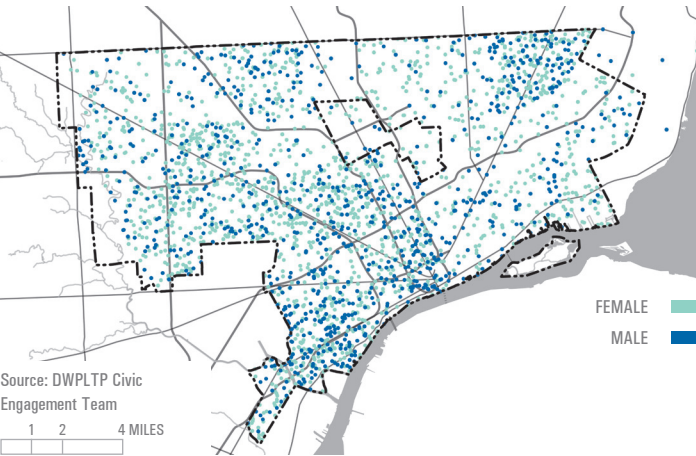 FEMALE
MALE
Source: DWPLTP Civic
Engagement Team
1 2 4 MILES